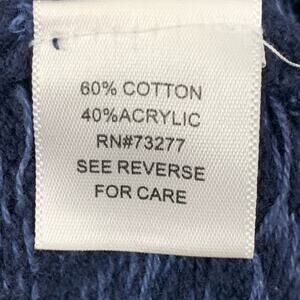 60% COTTON
40%ACRYLIC
RN#73277
SEE REVERSE
FOR CARE